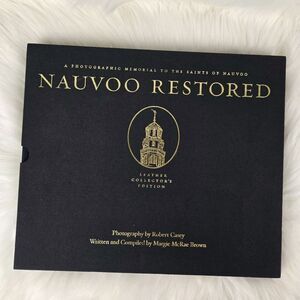 A PHOTOGRAPHIC MEMORIAL TO THE SAINTS OF NAUVOO
NAUVOO RESTORED
LEATHER
COLLECTOR'S
EDITION
Photography by Robert Casey
Written and Compiled by Margie McRae Brown